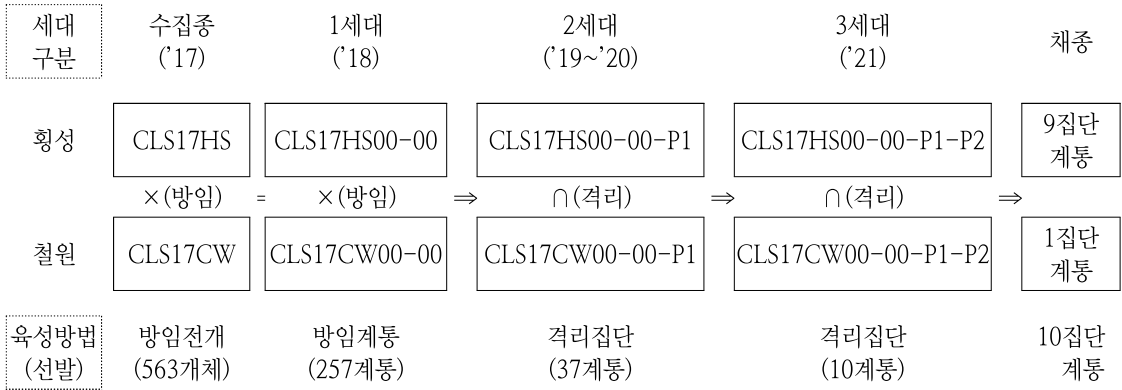 세대 구분 수집종 ('17) 1세대 ('18) 2세대 ('19~'20) 3세대 ('21) 채종
횡성 CLS17HS CLS17HS00-00 CLS17HS00-00-P1 CLS17HS00-00-P1-P2 9집단 계통
×(방임) = ×(방임) ⇒ ∩(격리) ⇒ ∩(격리) ⇒
철원 CLS17CW CLS17CW00-00 CLS17CW00-00-P1 CLS17CW00-00-P1-P2 1집단 계통
육성방법 (선발) 방임전개 (563개체) 방임계통 (257계통) 격리집단 (37계통) 격리집단 (10계통) 10집단 계통